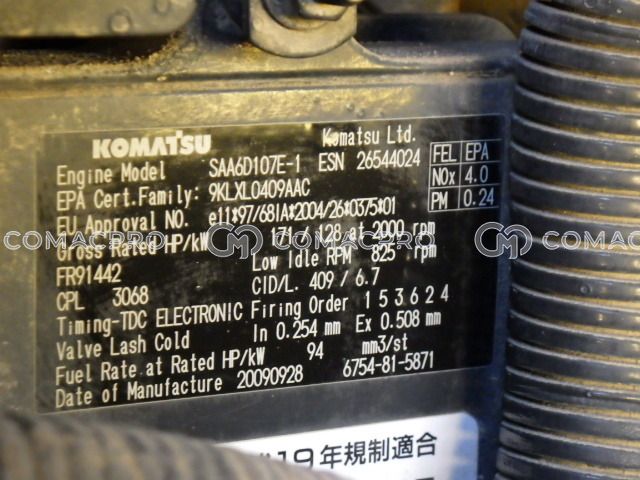 KOMATSU Komatsu Ltd.
Engine Model SAA6D107E-1 ESN 26544024
EPA Cert.Family: 9KLXL0409AAC
EU Approval NO. e11*97/68IA*2004/26*0375*01
Gross Rated HP/kW 171 / 128 at 2000 rpm
FR91442 Low Idle RPM 825 rpm
CPL 3068 CID/L. 409 / 6.7
Timing-TDC ELECTRONIC Firing Order 1 5 3 6 2 4
Valve Lash Cold In 0.254 mm Ex 0.508 mm
Fuel Rate at Rated HP/kW 94 mm3/st
Date of Manufacture 20090928 6754-81-5871
FEL EPA
NOx 4.0
PM 0.24
COMACPRO COMACPRO COMACPRO
19年規制適合